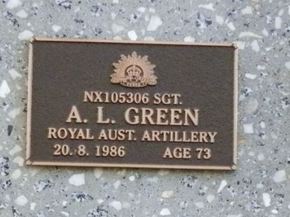 NX105306 SGT.
A. L. GREEN
ROYAL AUST. ARTILLERY
20. 8. 1986 AGE 73